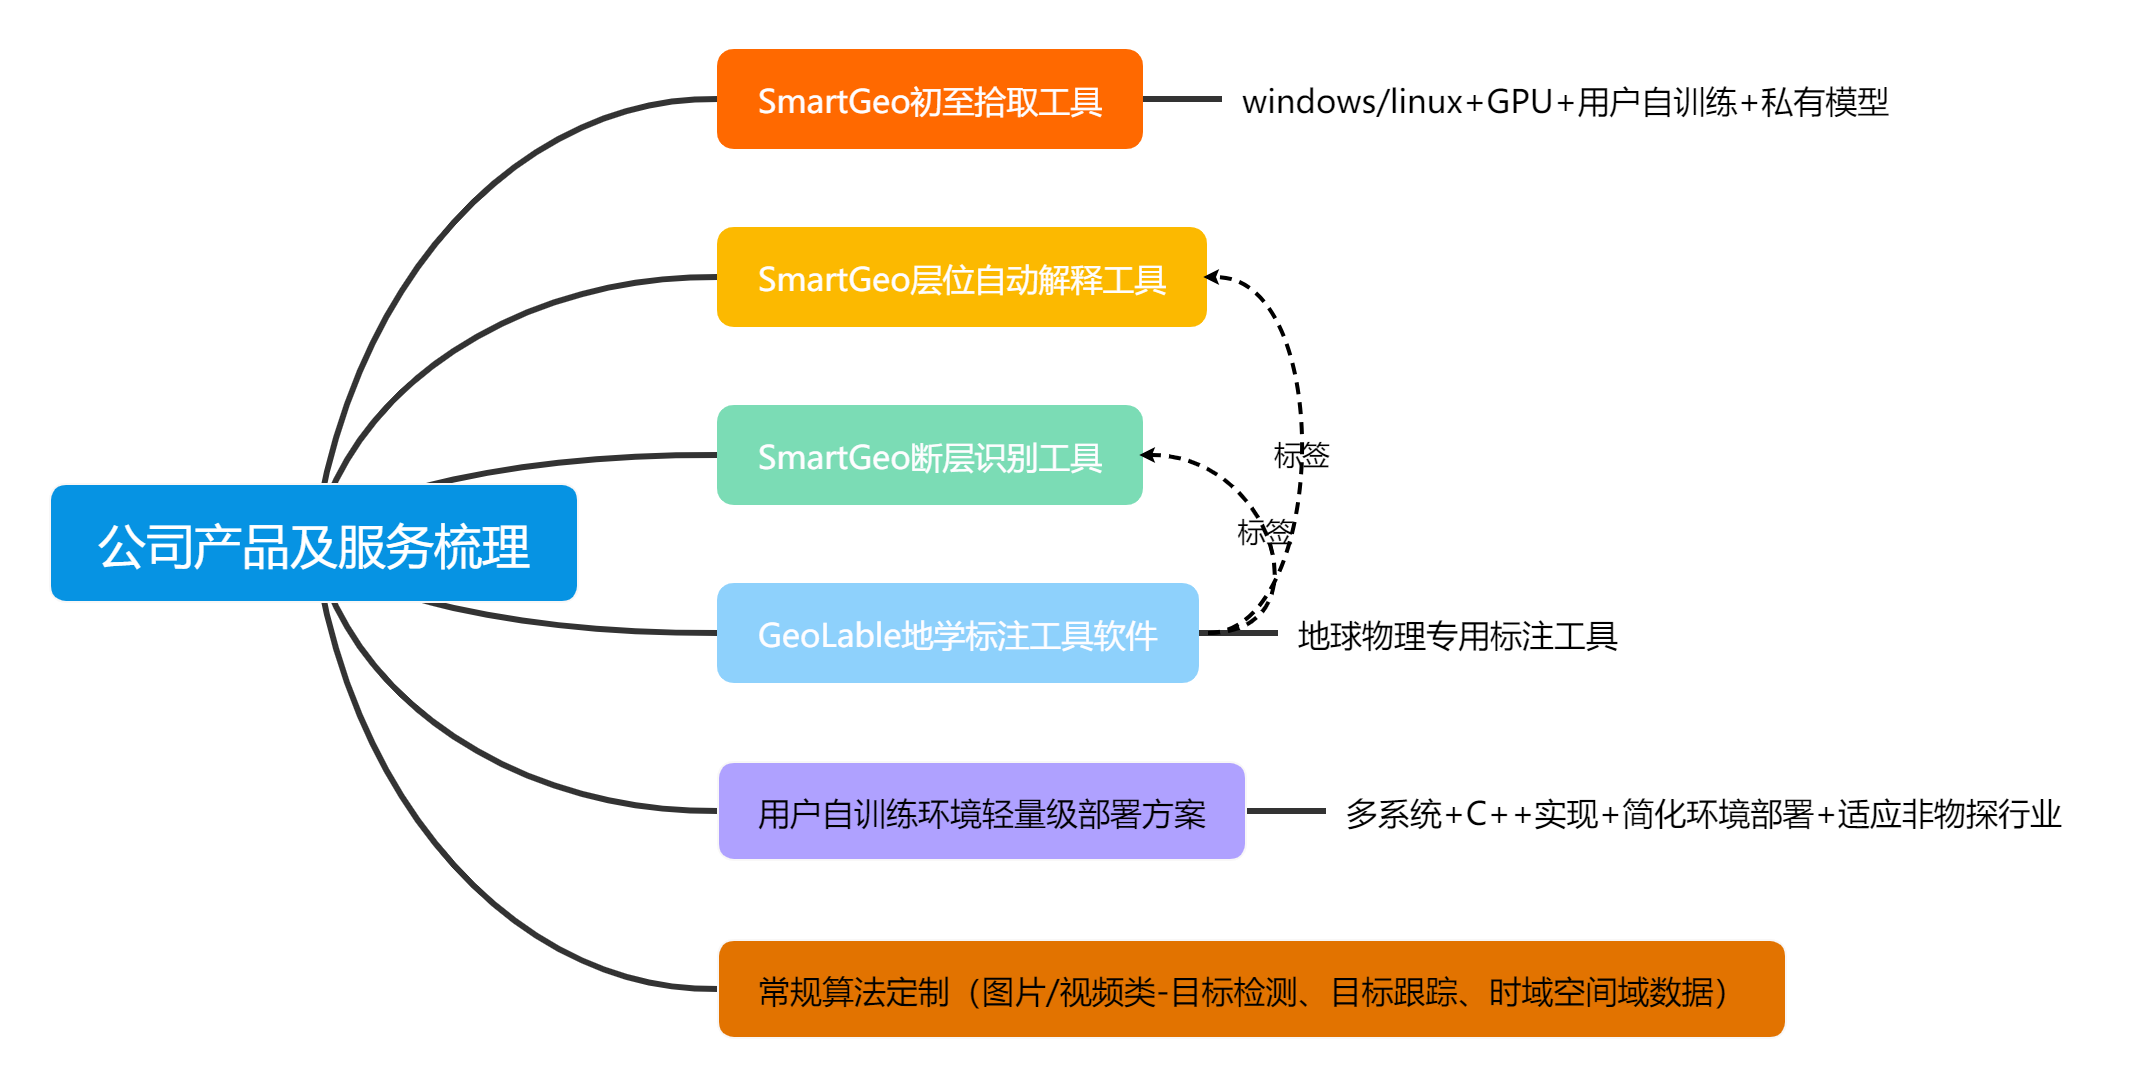 SmartGeo初至拾取工具
windows/linux+GPU+用户自训练+私有模型
SmartGeo层位自动解释工具
标签
SmartGeo断层识别工具
标签
公司产品及服务梳理
GeoLable地学标注工具软件
地球物理专用标注工具
用户自训练环境轻量级部署方案
多系统+C++实现+简化环境部署+适应非物探行业
常规算法定制（图片/视频类-目标检测、目标跟踪、时域空间域数据）